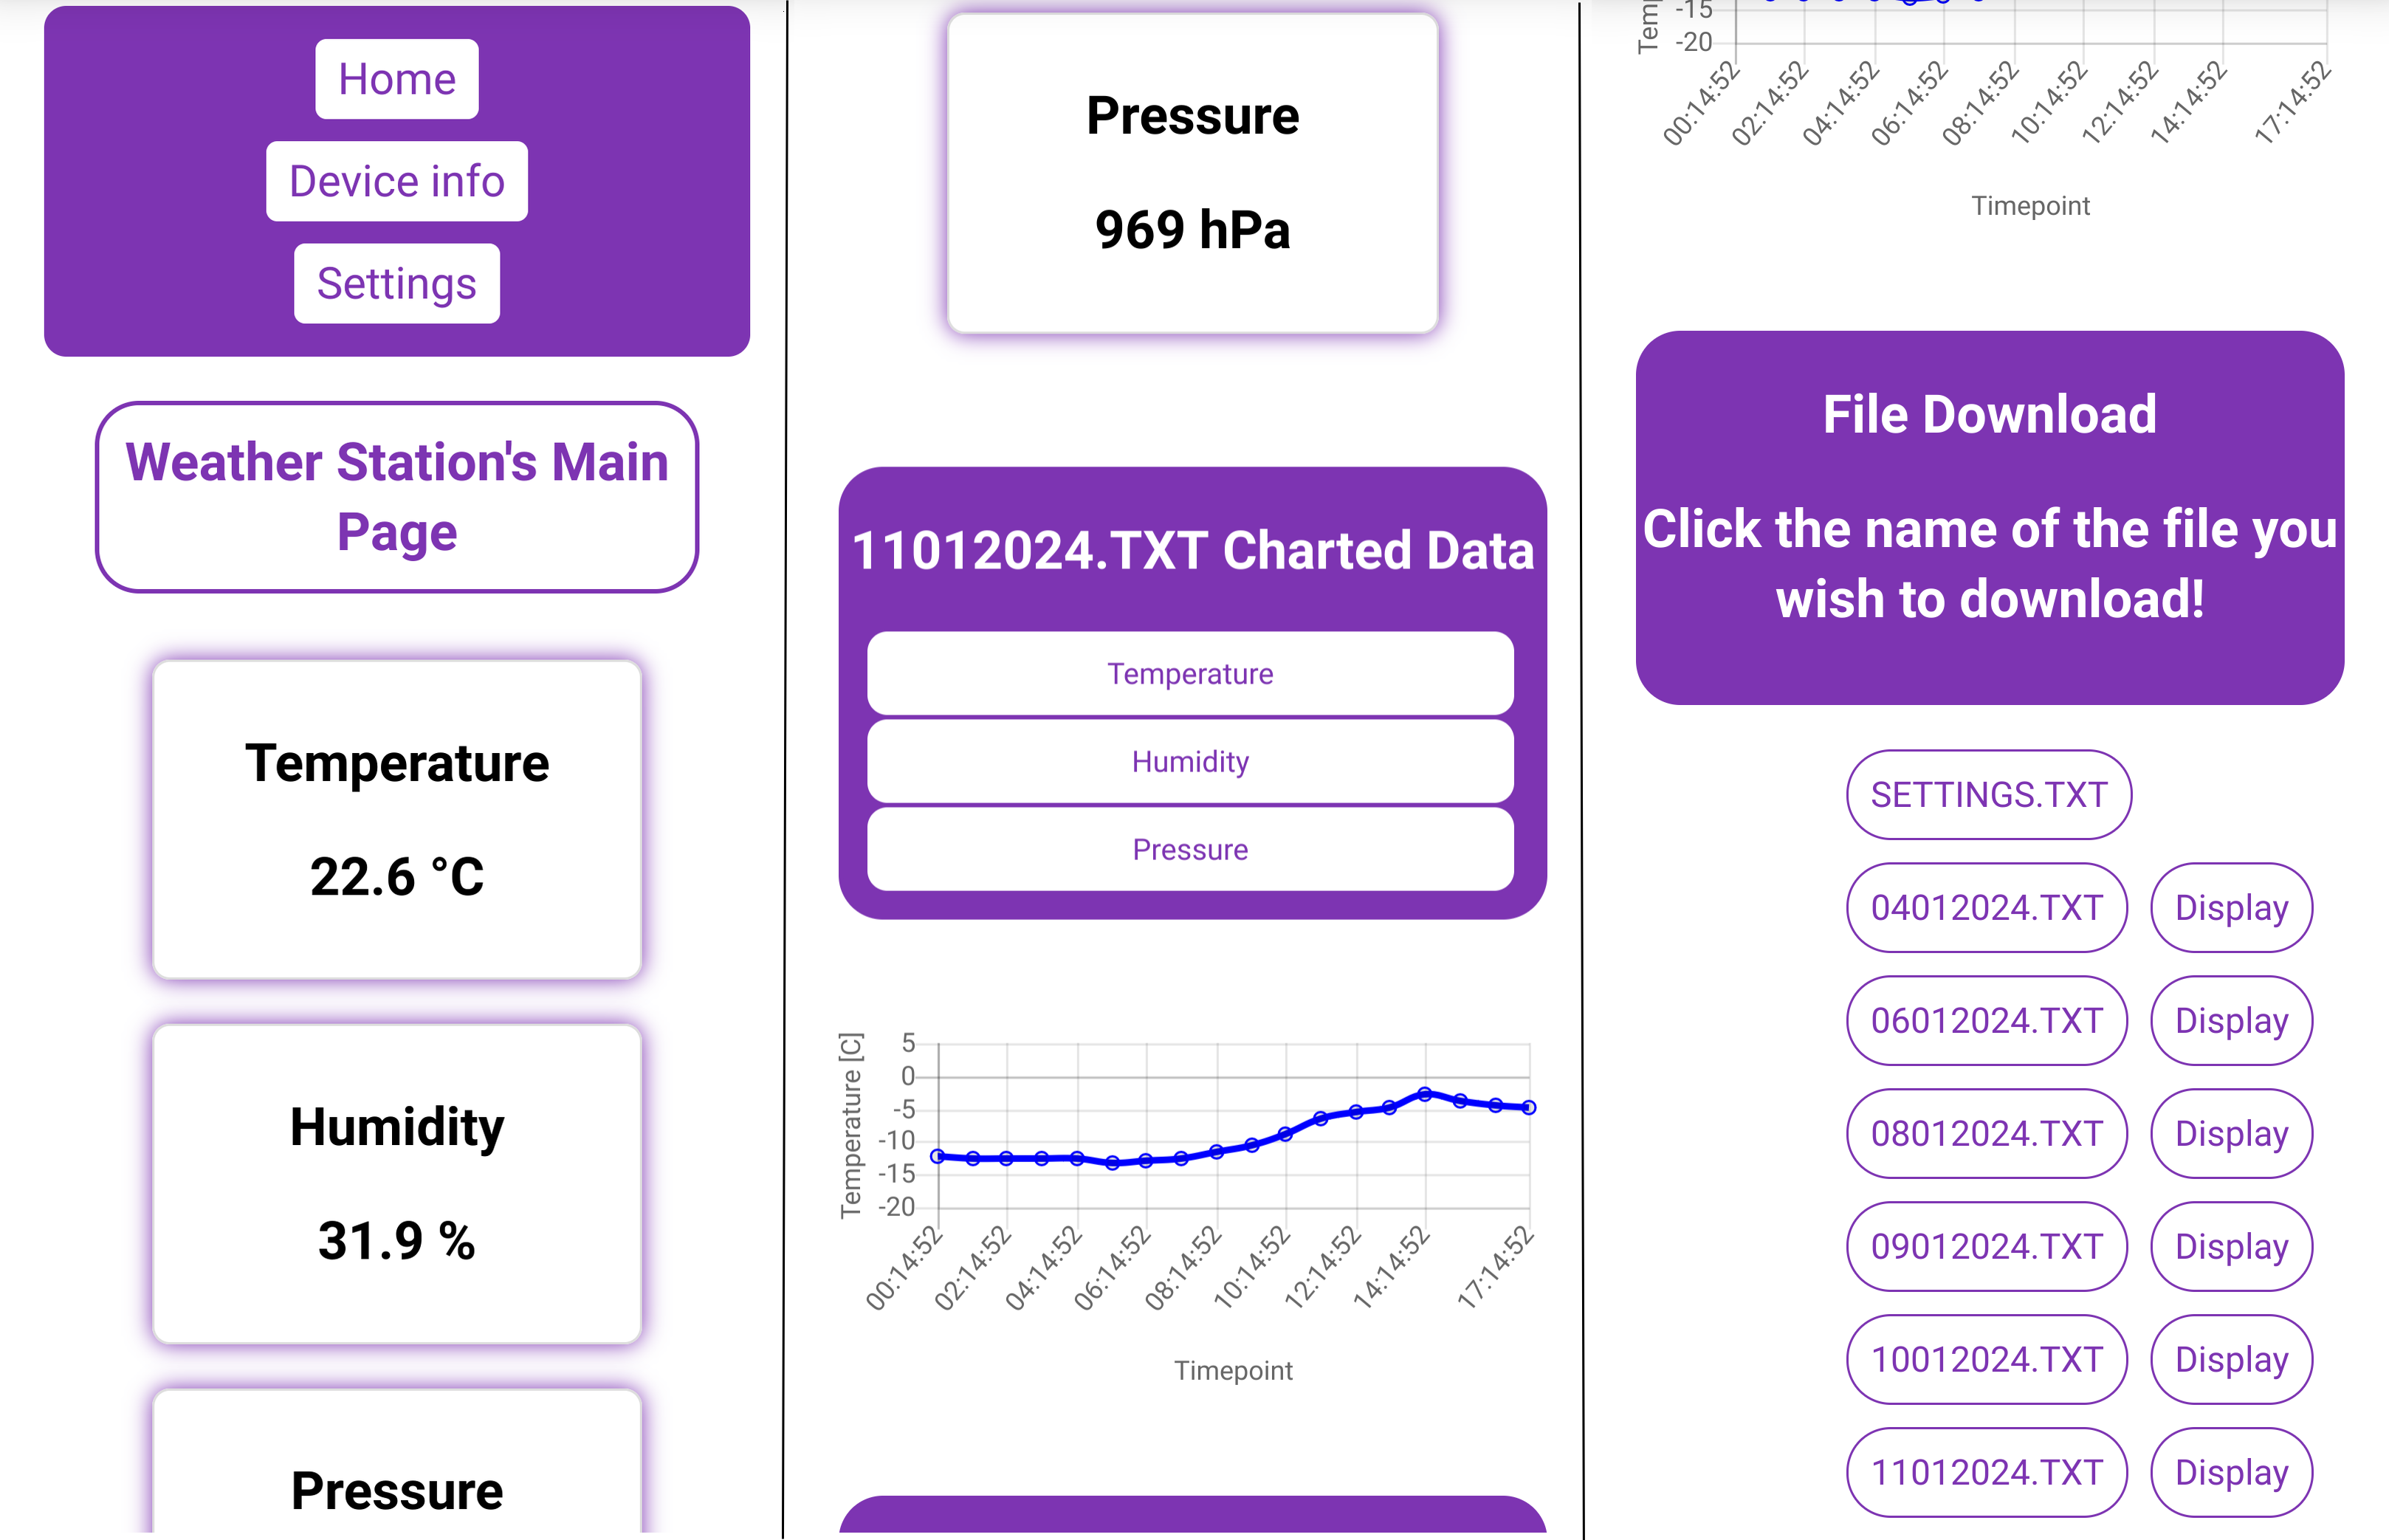 Home
Device info
Settings
Weather Station's Main
Page
Temperature
22.6 °C
Humidity
31.9 %
Pressure
Pressure
969 hPa
11012024.TXT Charted Data
Temperature
Humidity
Pressure
Temperature [C]
5
0
-5
-10
-15
-20
00:14:52
02:14:52
04:14:52
06:14:52
08:14:52
10:14:52
12:14:52
14:14:52
17:14:52
Timepoint
Temp
-15
-20
00:14:52
02:14:52
04:14:52
06:14:52
08:14:52
10:14:52
12:14:52
14:14:52
17:14:52
Timepoint
File Download
Click the name of the file you
wish to download!
SETTINGS.TXT
04012024.TXT Display
06012024.TXT Display
08012024.TXT Display
09012024.TXT Display
10012024.TXT Display
11012024.TXT Display